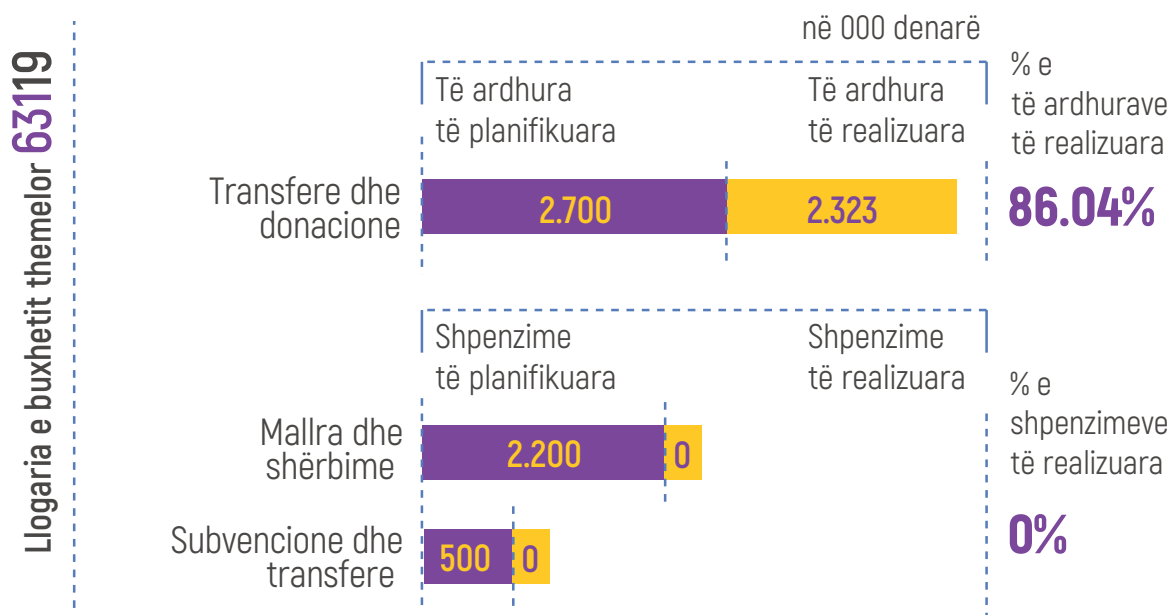 Llogaria e buxhetit themelor 63119
në 000 denarë
Të ardhura
të planifikuara
Të ardhura
të realizuara
% e
të ardhurave
të realizuara
Transfere dhe
donacione
2.700
2.323
86.04%
Shpenzime
të planifikuara
Shpenzime
të realizuara
% e
shpenzimeve
të realizuara
Mallra dhe
shërbime
2.200
0
0%
Subvencione dhe
transfere
500
0